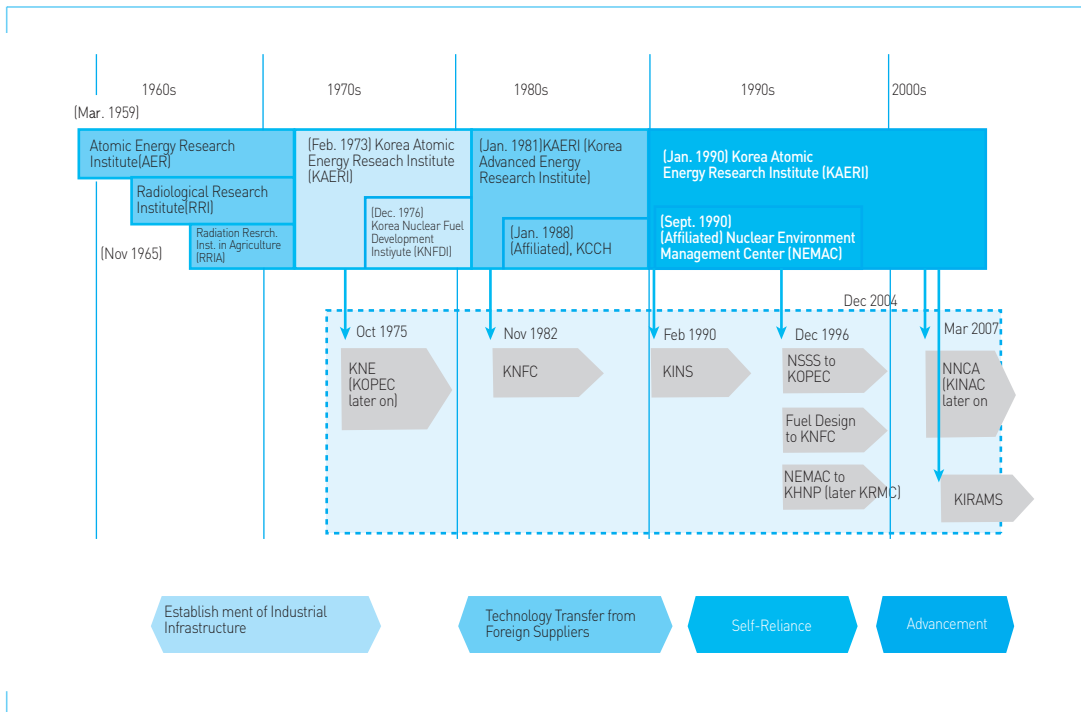 1960s
1970s
1980s
1990s
2000s
(Mar. 1959)
Atomic Energy Research
Institute(AER)
Radiological Research
Institute(RRI)
(Nov 1965)
Radiation Resrch.
Inst. in Agriculture
(RRIA)
(Feb. 1973) Korea Atomic
Energy Reseach Institute
(KAERI)
(Dec. 1976)
Korea Nuclear Fuel
Development
Instiyute (KNFDI)
(Jan. 1981)KAERI (Korea
Advanced Energy
Research Institute)
(Jan. 1988)
(Affiliated), KCCH
(Jan. 1990) Korea Atomic
Energy Research Institute (KAERI)
(Sept. 1990)
(Affiliated) Nuclear Environment
Management Center (NEMAC)
Dec 2004
Oct 1975
Nov 1982
Feb 1990
Dec 1996
Mar 2007
KNE
(KOPEC
later on)
KNFC
KINS
NSSS to
KOPEC
Fuel Design
to KNFC
NEMAC to
KHNP (later KRMC)
NNCA
(KINAC
later on
KIRAMS
Establish ment of Industrial
Infrastructure
Technology Transfer from
Foreign Suppliers
Self-Reliance
Advancement